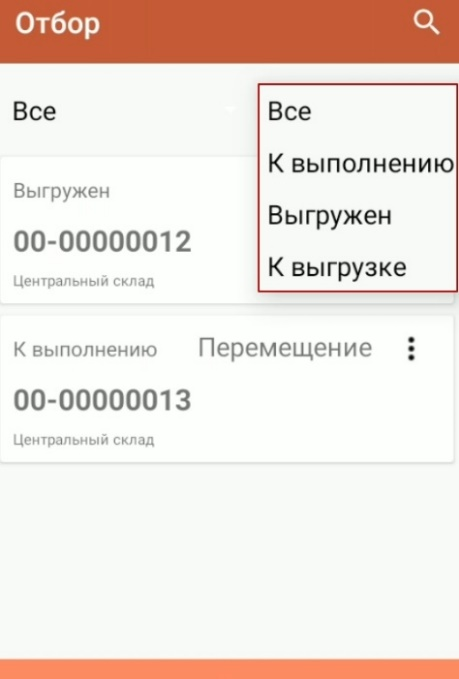 Отбор
Все
Все
К выполнению
Выгружен
К выгрузке
Выгружен
00-00000012
Центральный склад
К выполнению Перемещение
00-00000013
Центральный склад